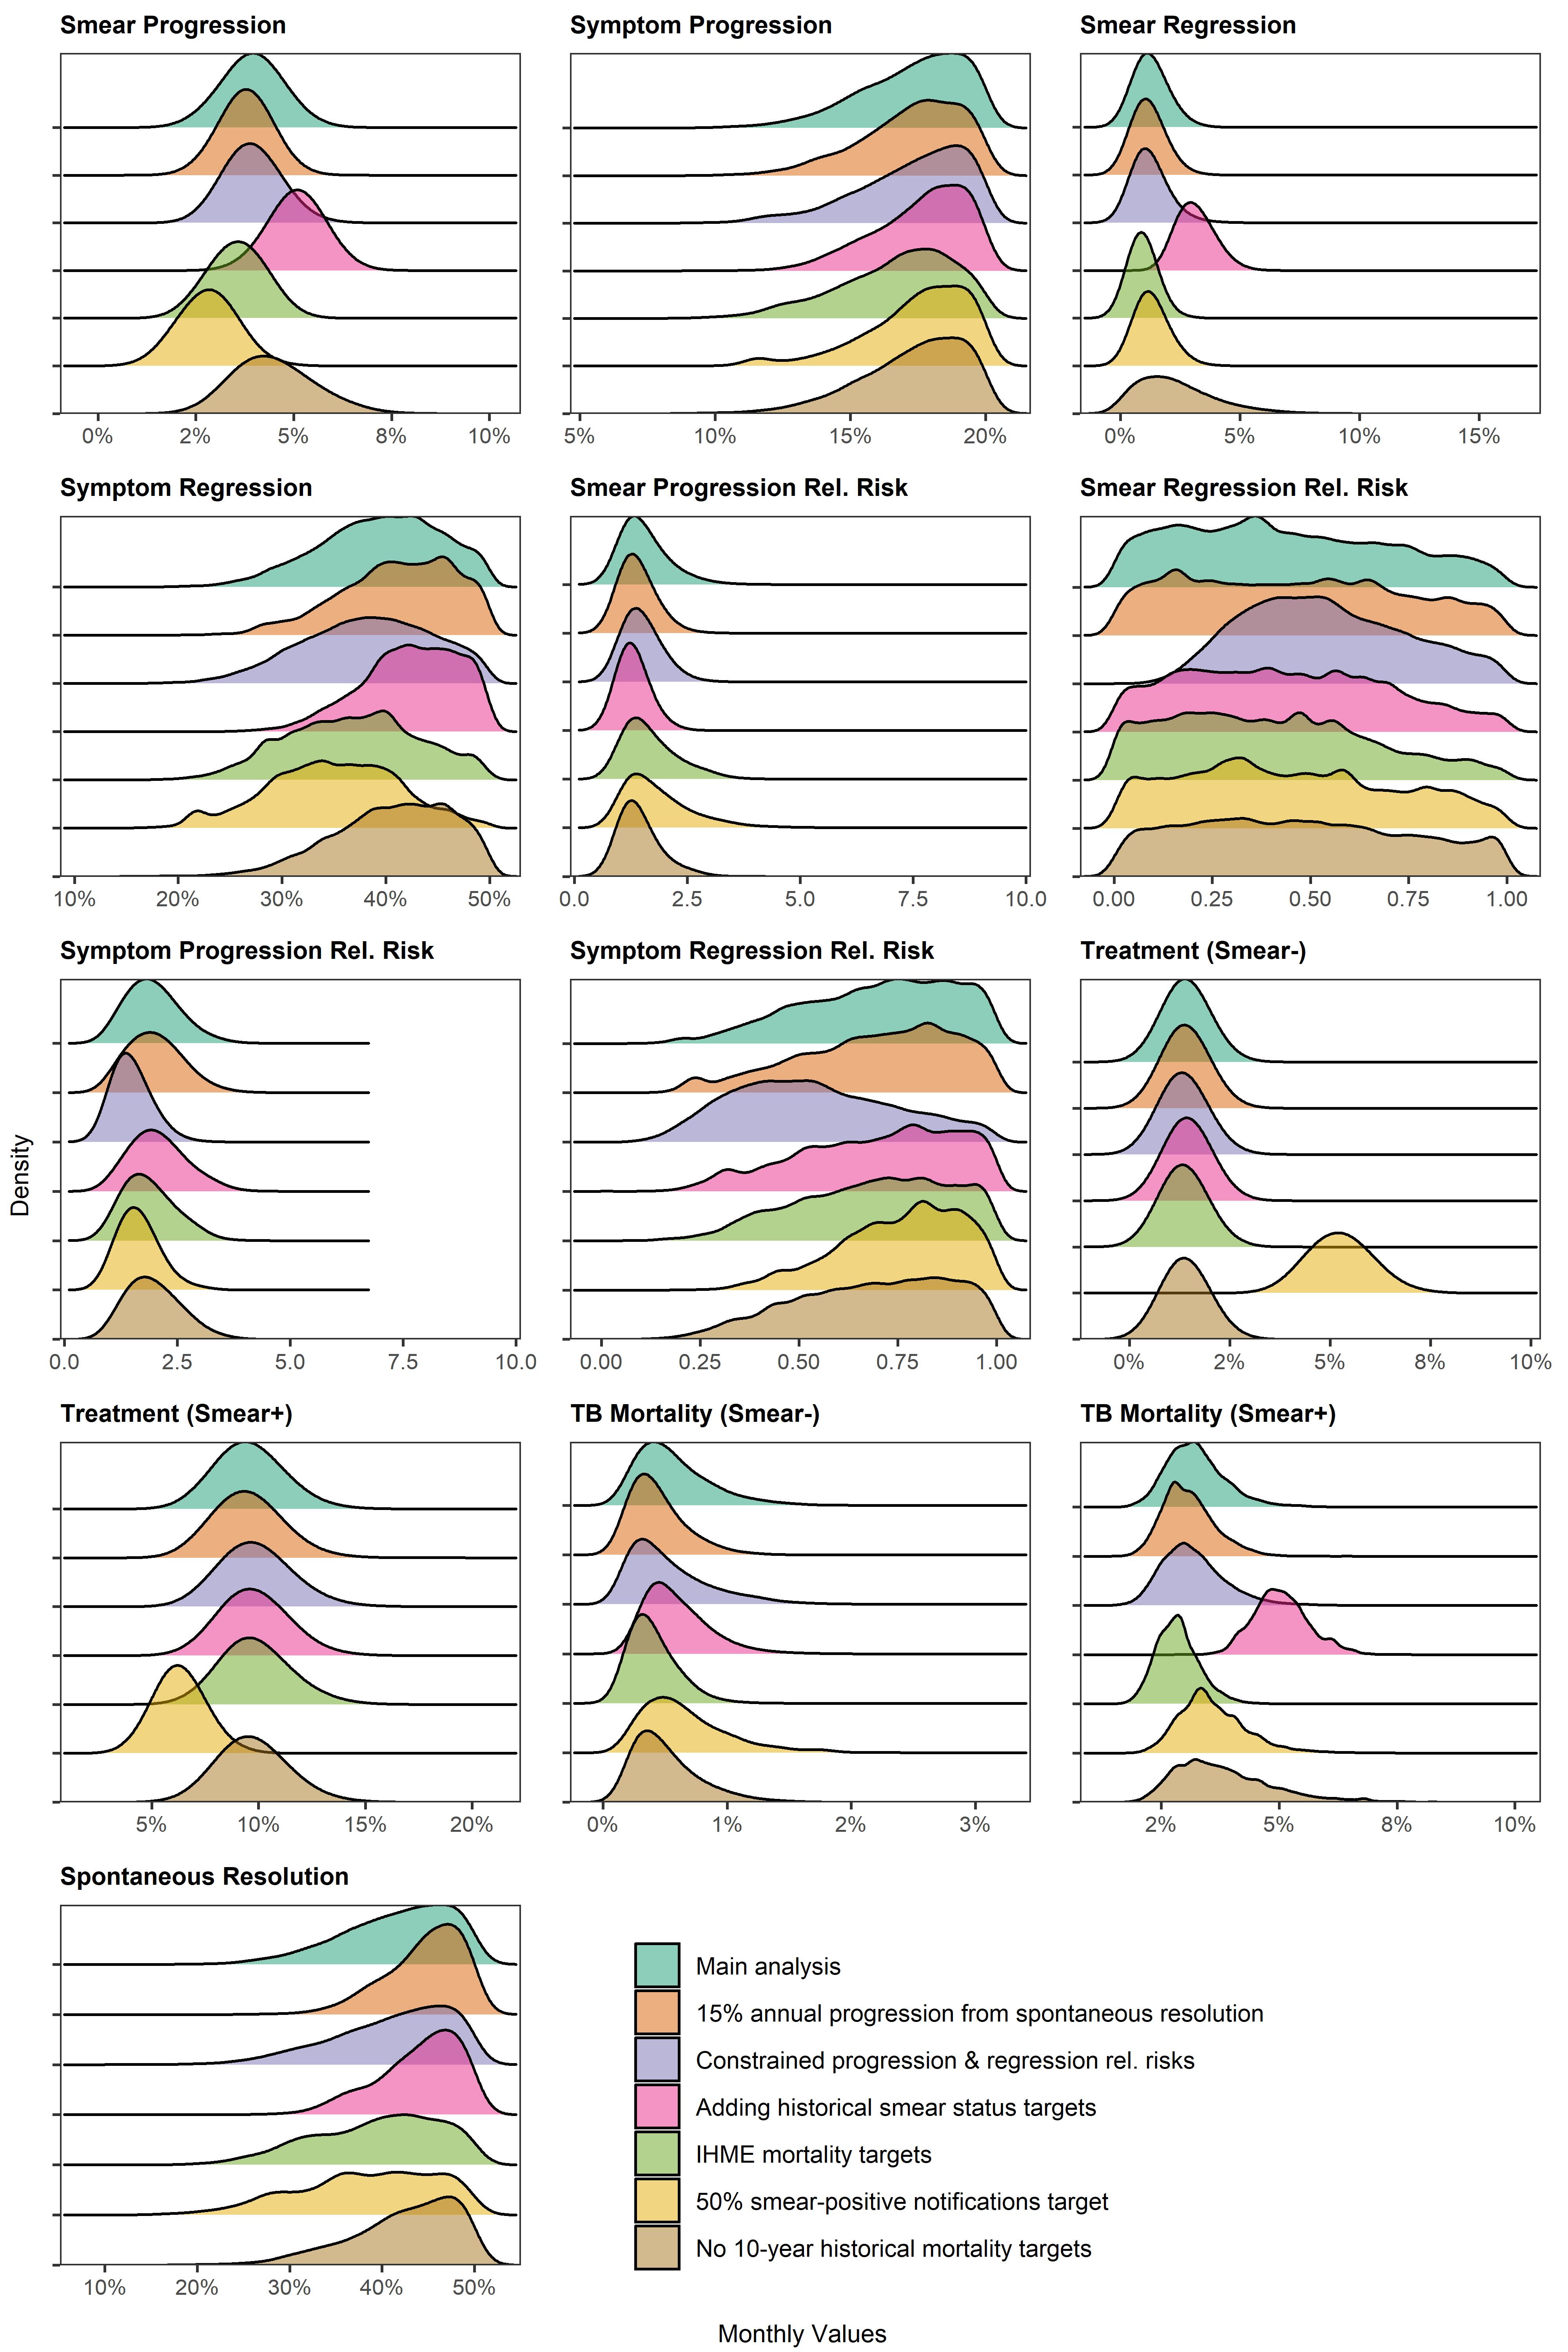 Smear Progression
Symptom Progression
Smear Regression
0% 2% 5% 8% 10%
5% 10% 15% 20%
0% 5% 10% 15%
Symptom Regression
Smear Progression Rel. Risk
Smear Regression Rel. Risk
10% 20% 30% 40% 50%
0.0 2.5 5.0 7.5 10.0
0.00 0.25 0.50 0.75 1.00
Symptom Progression Rel. Risk
Symptom Regression Rel. Risk
Treatment (Smear-)
0.0 2.5 5.0 7.5 10.0
0.00 0.25 0.50 0.75 1.00
0% 2% 5% 8% 10%
Density
Treatment (Smear+)
TB Mortality (Smear-)
TB Mortality (Smear+)
5% 10% 15% 20%
0% 1% 2% 3%
2% 5% 8% 10%
Spontaneous Resolution
10% 20% 30% 40% 50%
Main analysis
15% annual progression from spontaneous resolution
Constrained progression & regression rel. risks
Adding historical smear status targets
IHME mortality targets
50% smear-positive notifications target
No 10-year historical mortality targets
Monthly Values